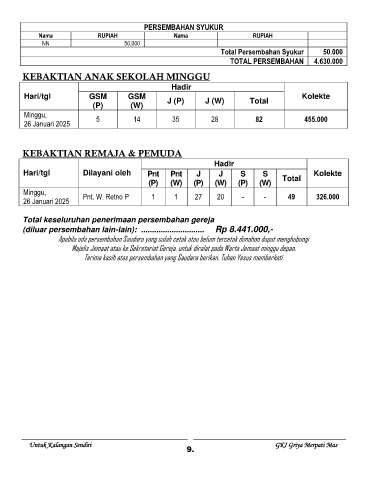 PERSEMBAHAN SYUKUR
Nama RUPIAH Nama RUPIAH
NN 50.000
Total Persembahan Syukur 50.000
TOTAL PERSEMBAHAN 4.630.000
KEBAKTIAN ANAK SEKOLAH MINGGU
Hari/tgl Hadir Kolekte
GSM (P) GSM (W) J (P) J (W) Total
Minggu, 26 Januari 2025 5 14 35 28 82 455.000
KEBAKTIAN REMAJA & PEMUDA
Hari/tgl Dilayani oleh Hadir Kolekte
Pnt (P) Pnt (W) J (P) J (W) S (P) S (W) Total
Minggu, 26 Januari 2025 Pnt. W. Retno P 1 1 27 20 - - 49 326.000
Total keseluruhan penerimaan persembahan gereja
(diluar persembahan lain-lain): ............................ Rp 8.441.000,-
Apabila ada persembahan Saudara yang salah cetak atau belum tercetak dimohon dapat menghubungi
Majelis Jemaat atau ke Sekretariat Gereja, untuk diralat pada Warta Jemaat minggu depan.
Terima kasih atas persembahan yang Saudara berikan. Tuhan Yesus memberkati
Untuk Kalangan Sendiri GKI Griya Merpati Mas
9.